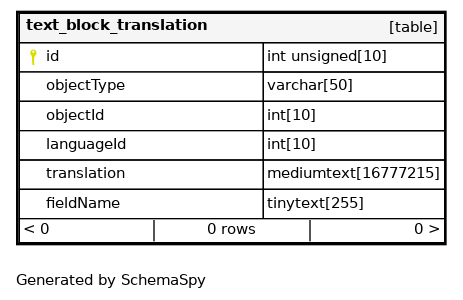 text_block_translation [table]
id int unsigned[10]
objectType varchar[50]
objectId int[10]
languageId int[10]
translation mediumtext[16777215]
fieldName tinytext[255]
< 0 0 rows 0 >
Generated by SchemaSpy